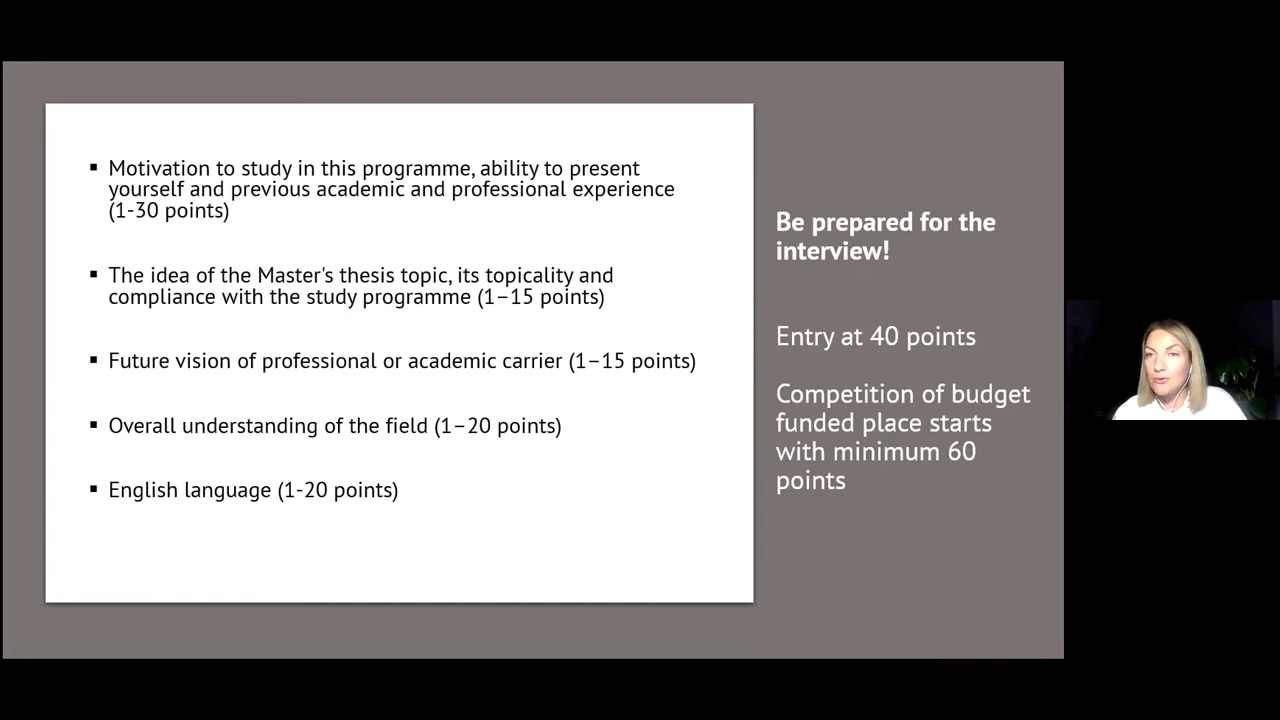 ▪ Motivation to study in this programme, ability to present
yourself and previous academic and professional experience
(1-30 points)
▪ The idea of the Master's thesis topic, its topicality and
compliance with the study programme (1–15 points)
▪ Future vision of professional or academic carrier (1–15 points)
▪ Overall understanding of the field (1–20 points)
▪ English language (1-20 points)
Be prepared for the
interview!
Entry at 40 points
Competition of budget
funded place starts
with minimum 60
points